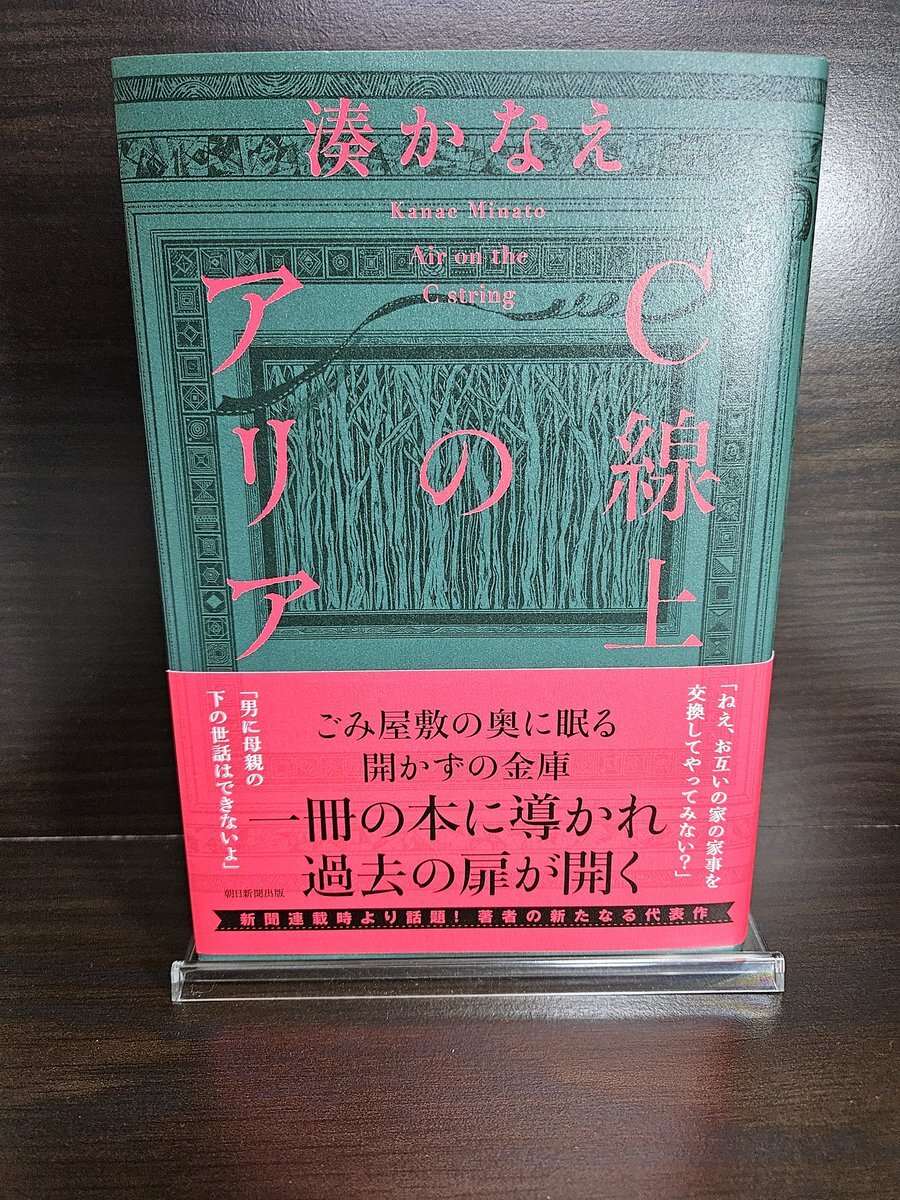 湊かなえ
Kanae Minato
Air on the
C string
C線上
の
アリア
「ねえ、お互いの家の家事を
交換してやってみない？」
ごみ屋敷の奥に眠る
開かずの金庫
一冊の本に導かれ
過去の扉が開く
「男に母親の
下の世話はできないよ」
朝日新聞出版
新聞連載時より話題！著者の新たなる代表作